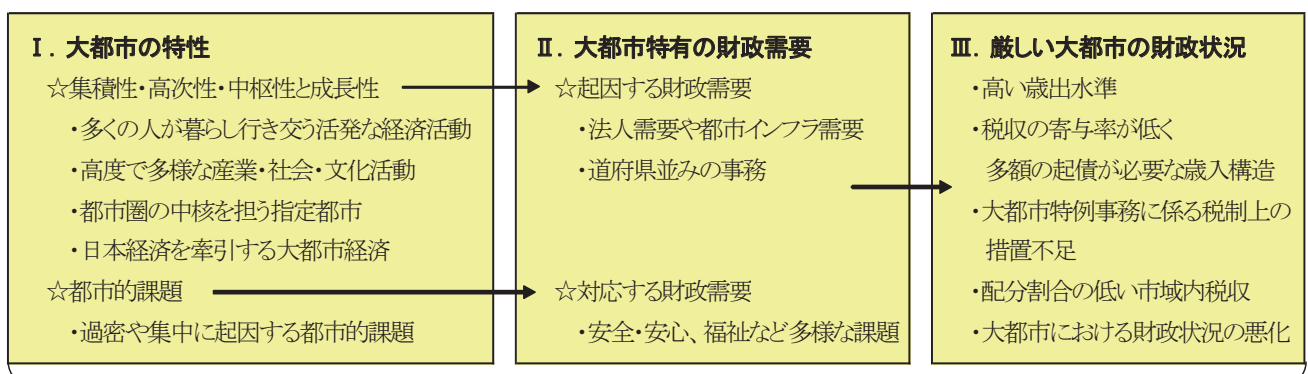 Ⅰ．大都市の特性
☆集積性・高次性・中枢性と成長性
・多くの人が暮らし行き交う活発な経済活動
・高度で多様な産業・社会・文化活動
・都市圏の中核を担う指定都市
・日本経済を牽引する大都市経済
☆都市的課題
・過密や集中に起因する都市的課題
Ⅱ．大都市特有の財政需要
☆起因する財政需要
・法人需要や都市インフラ需要
・道府県並みの事務
☆対応する財政需要
・安全・安心、福祉など多様な課題
Ⅲ．厳しい大都市の財政状況
・高い歳出水準
・税収の寄与率が低く
多額の起債が必要な歳入構造
・大都市特例事務に係る税制上の
措置不足
・配分割合の低い市域内税収
・大都市における財政状況の悪化